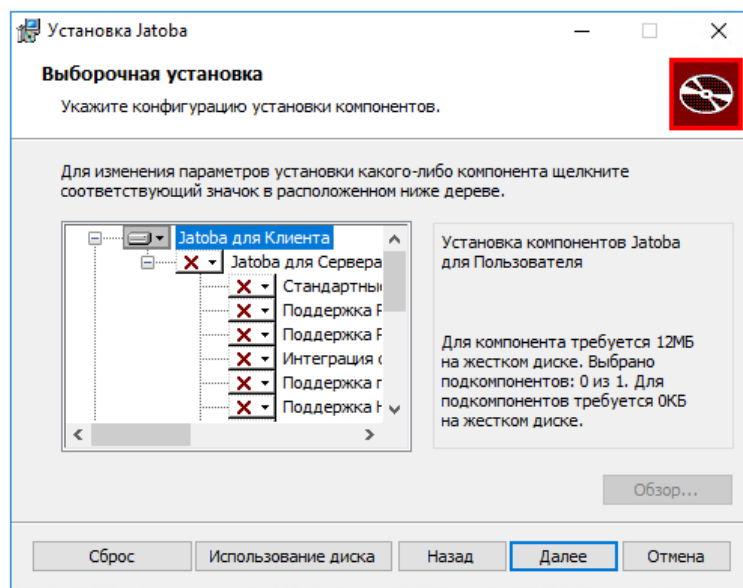 Установка Jatoba
Выборочная установка
Укажите конфигурацию установки компонентов.
Для изменения параметров установки какого-либо компонента щелкните
соответствующий значок в расположенном ниже дереве.
Jatoba для Клиента
Jatoba для Сервера
Стандартны
Поддержка
Поддержка
Интеграция с
Поддержка
Поддержка
Установка компонентов Jatoba
для Пользователя
Для компонента требуется 12МБ
на жестком диске. Выбрано
подкомпонентов: 0 из 1. Для
подкомпонентов требуется 0КБ
на жестком диске.
Обзор...
Сброс
Использование диска
Назад
Далее
Отмена